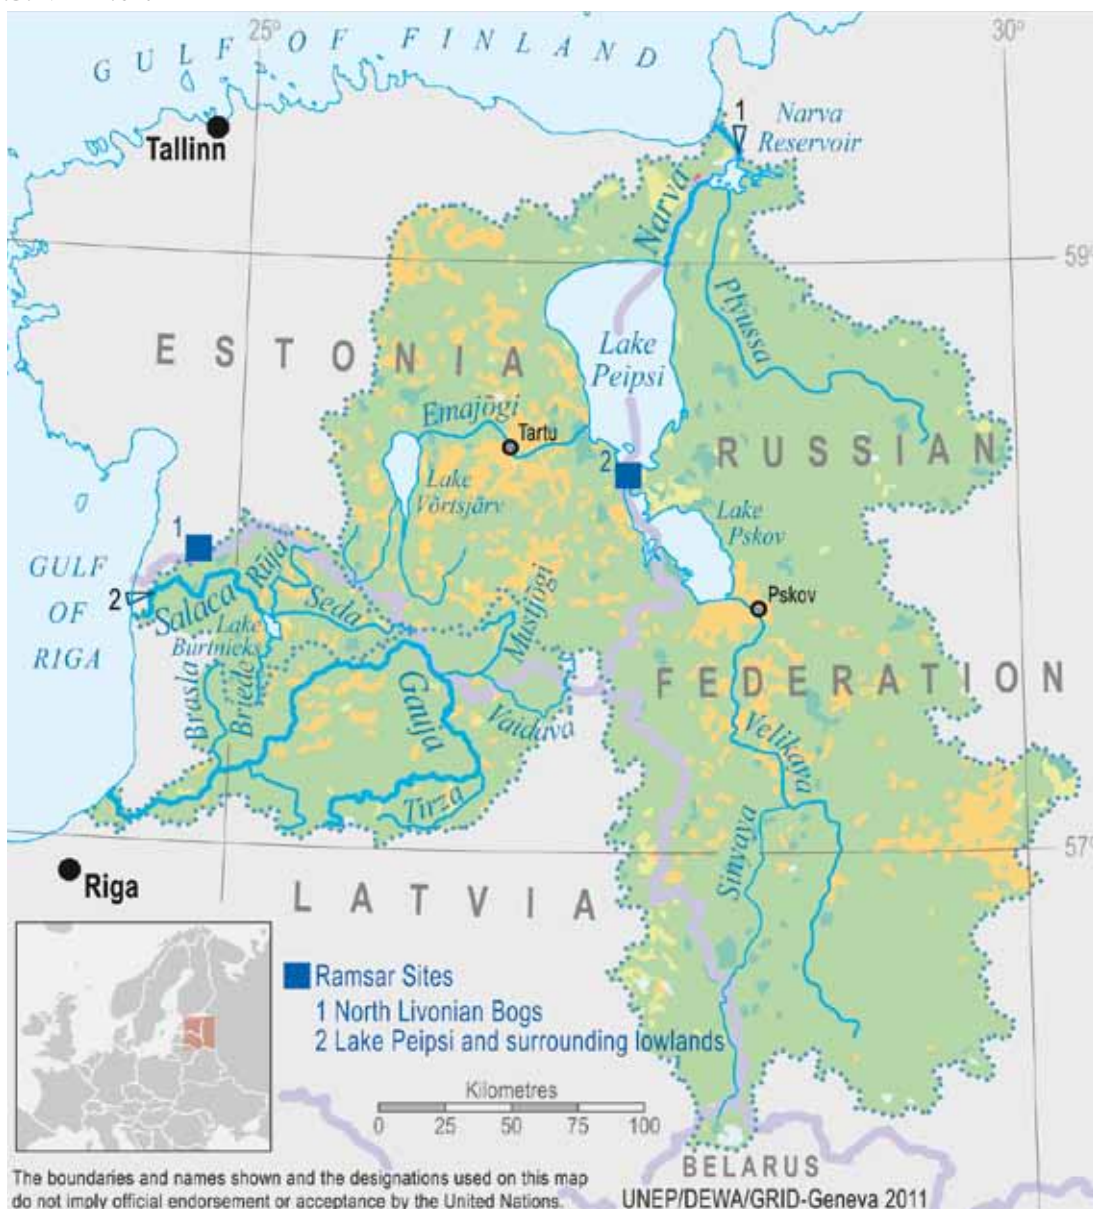 25°
GULF OF FINLAND
30°
1
Narva
Reservoir
Tallinn
Narva
59°
Plyussa
ESTONIA
Lake
Peipsi
Emajõgi
Tartu
RUSSIAN
2
Lake
Võrtsjärv
Lake
Pskov
1
GULF
OF
RIGA
2
Salaca
Rūja
Seda
Mustjõgi
Pskov
Lake
Burtnieks
Brasla
Briede
Gauja
Vaiduva
FEDERATION
Velikaya
Tirza
Sinyaya
57°
Riga
LATVIA
Ramsar Sites
1 North Livonian Bogs
2 Lake Peipsi and surrounding lowlands
Kilometres
0 25 50 75 100
BELARUS
The boundaries and names shown and the designations used on this map
do not imply official endorsement or acceptance by the United Nations.
UNEP/DEWA/GRID-Geneva 2011